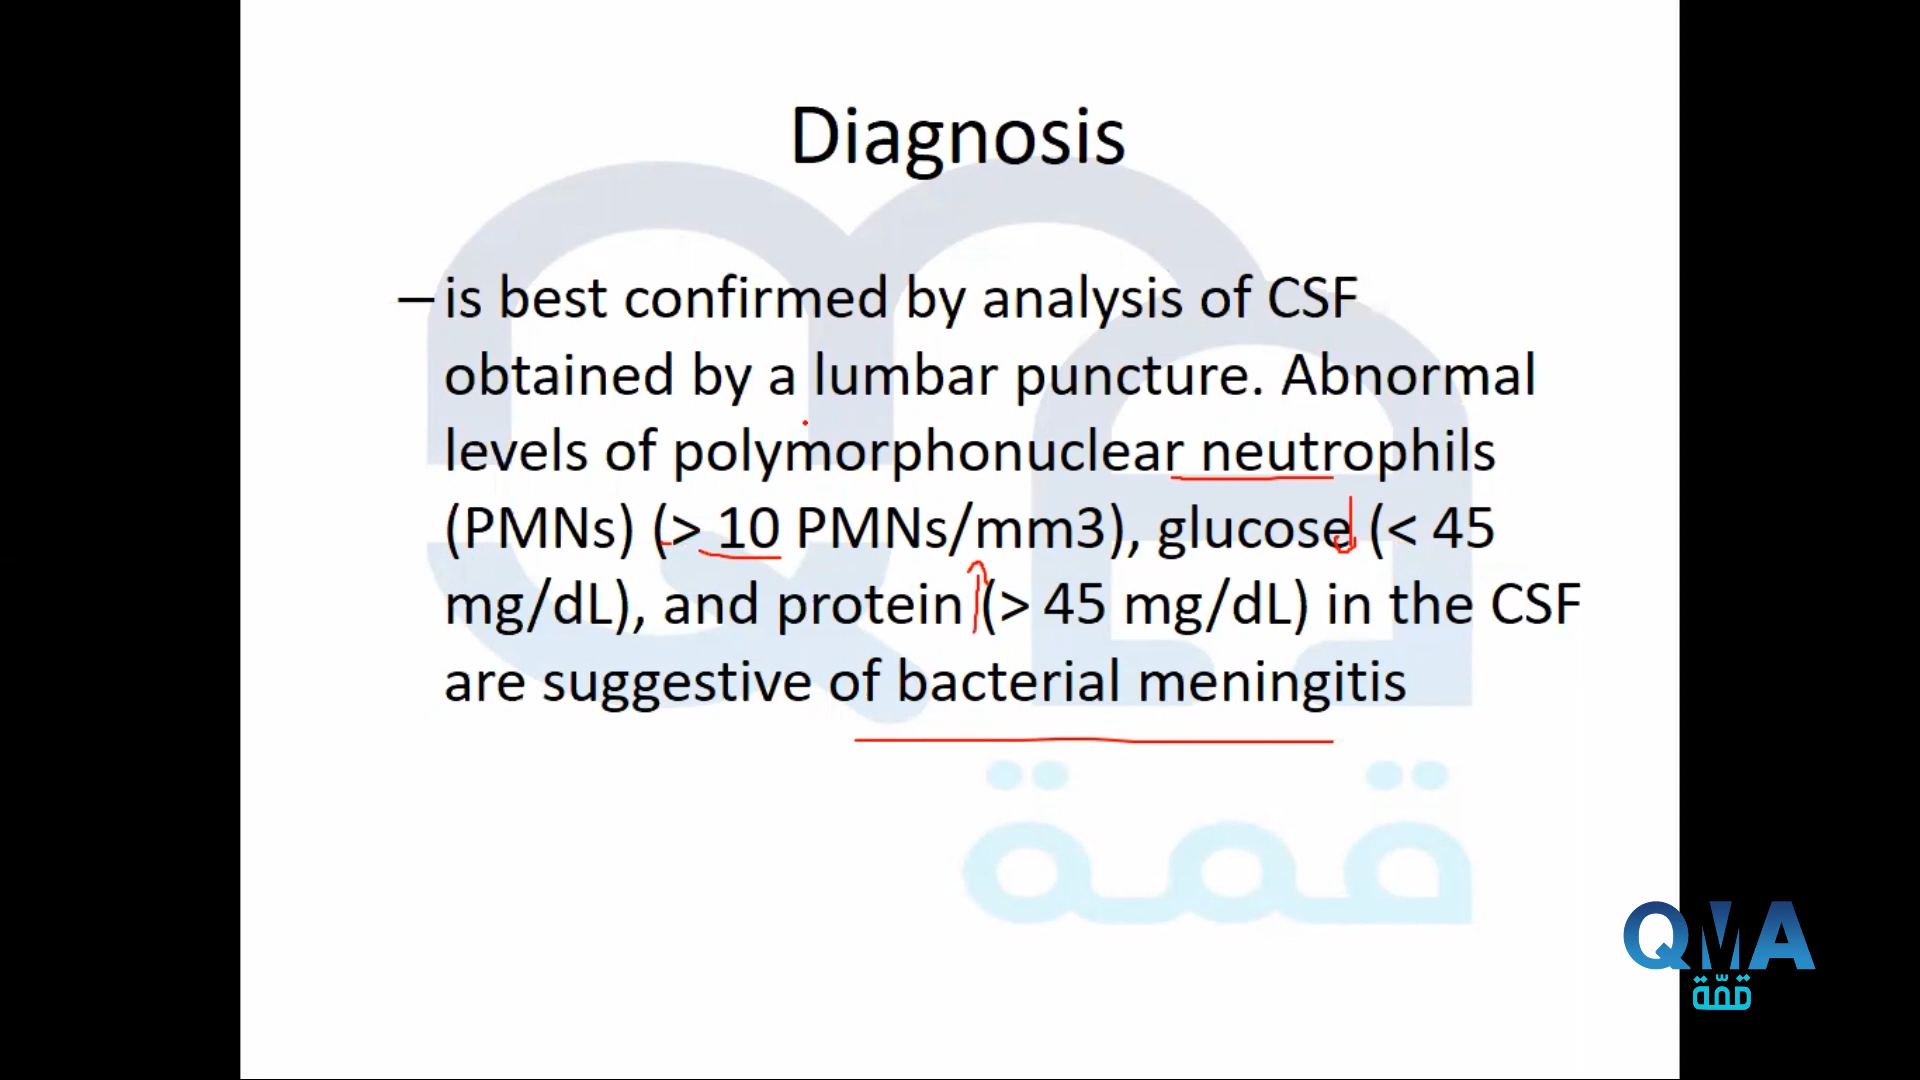 Diagnosis
– is best confirmed by analysis of CSF
obtained by a lumbar puncture. Abnormal
levels of polymorphonuclear neutrophils
(PMNs) (> 10 PMNs/mm3), glucose (< 45
mg/dL), and protein (> 45 mg/dL) in the CSF
are suggestive of bacterial meningitis
قمة
QMA
قمّة